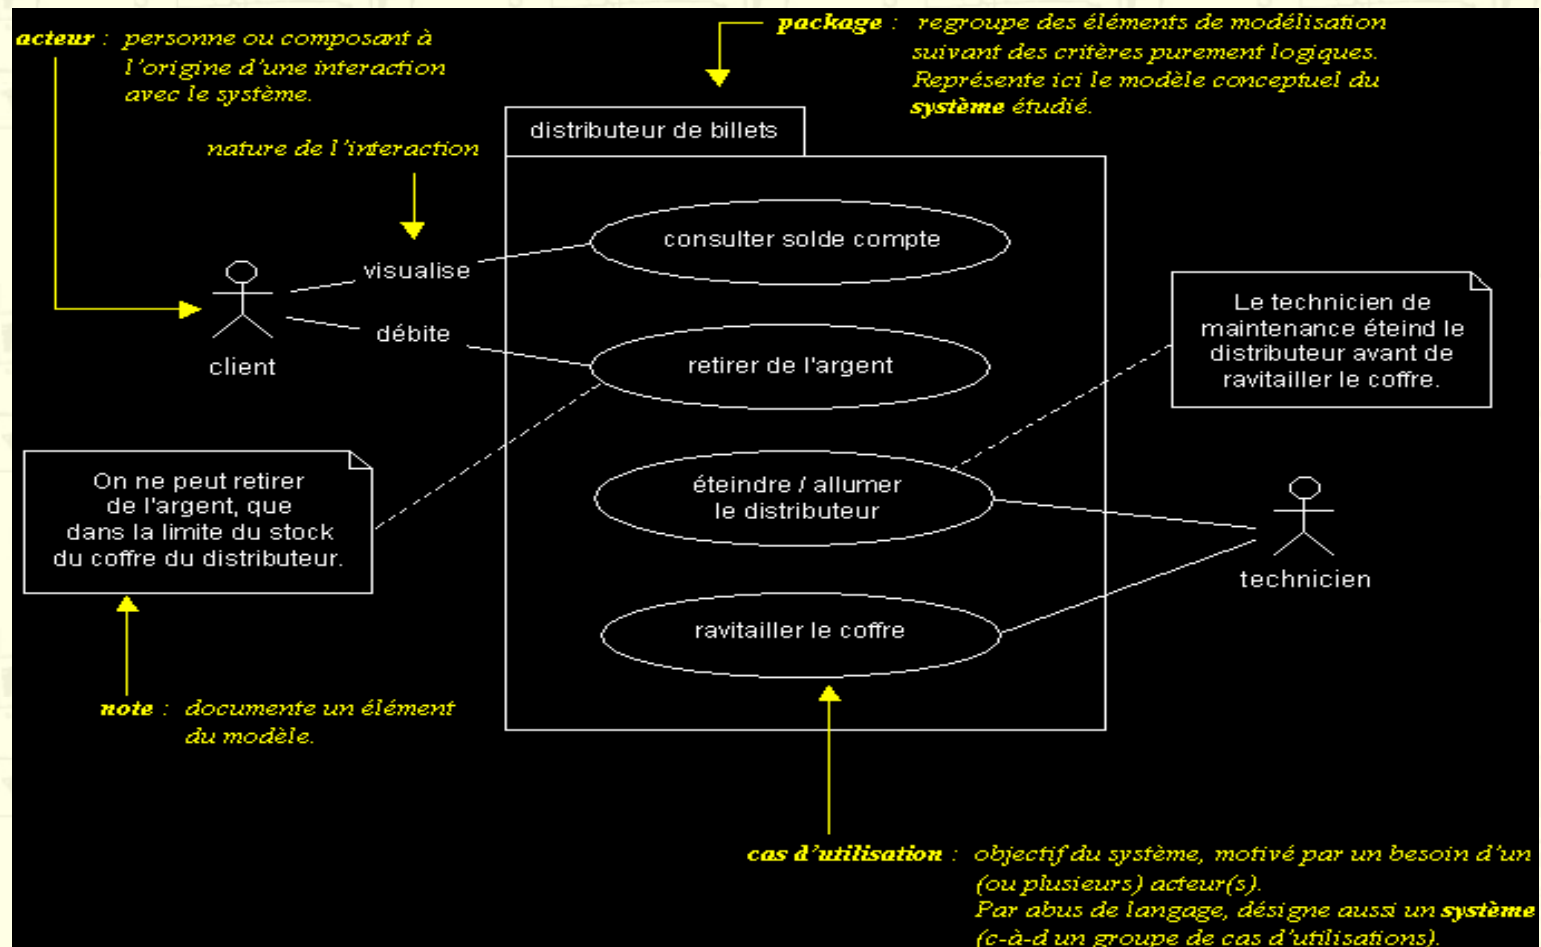 acteur : personne ou composant à
l'origine d'une interaction
avec le système.
package : regroupe des éléments de modélisation
suivant des critères purement logiques.
Représente ici le modèle conceptuel du
système étudié.
nature de l'interaction
distributeur de billets
consulter solde compte
visualise
débite
client
retirer de l'argent
Le technicien de
maintenance éteind le
distributeur avant de
ravitailler le coffre.
On ne peut retirer
de l'argent, que
dans la limite du stock
du coffre du distributeur.
éteindre / allumer
le distributeur
technicien
ravitailler le coffre
note : documente un élément
du modèle.
cas d'utilisation : objectif du système, motivé par un besoin d'un
(ou plusieurs) acteur(s).
Par abus de langage, désigne aussi un système
(c-à-d un groupe de cas d'utilisations).